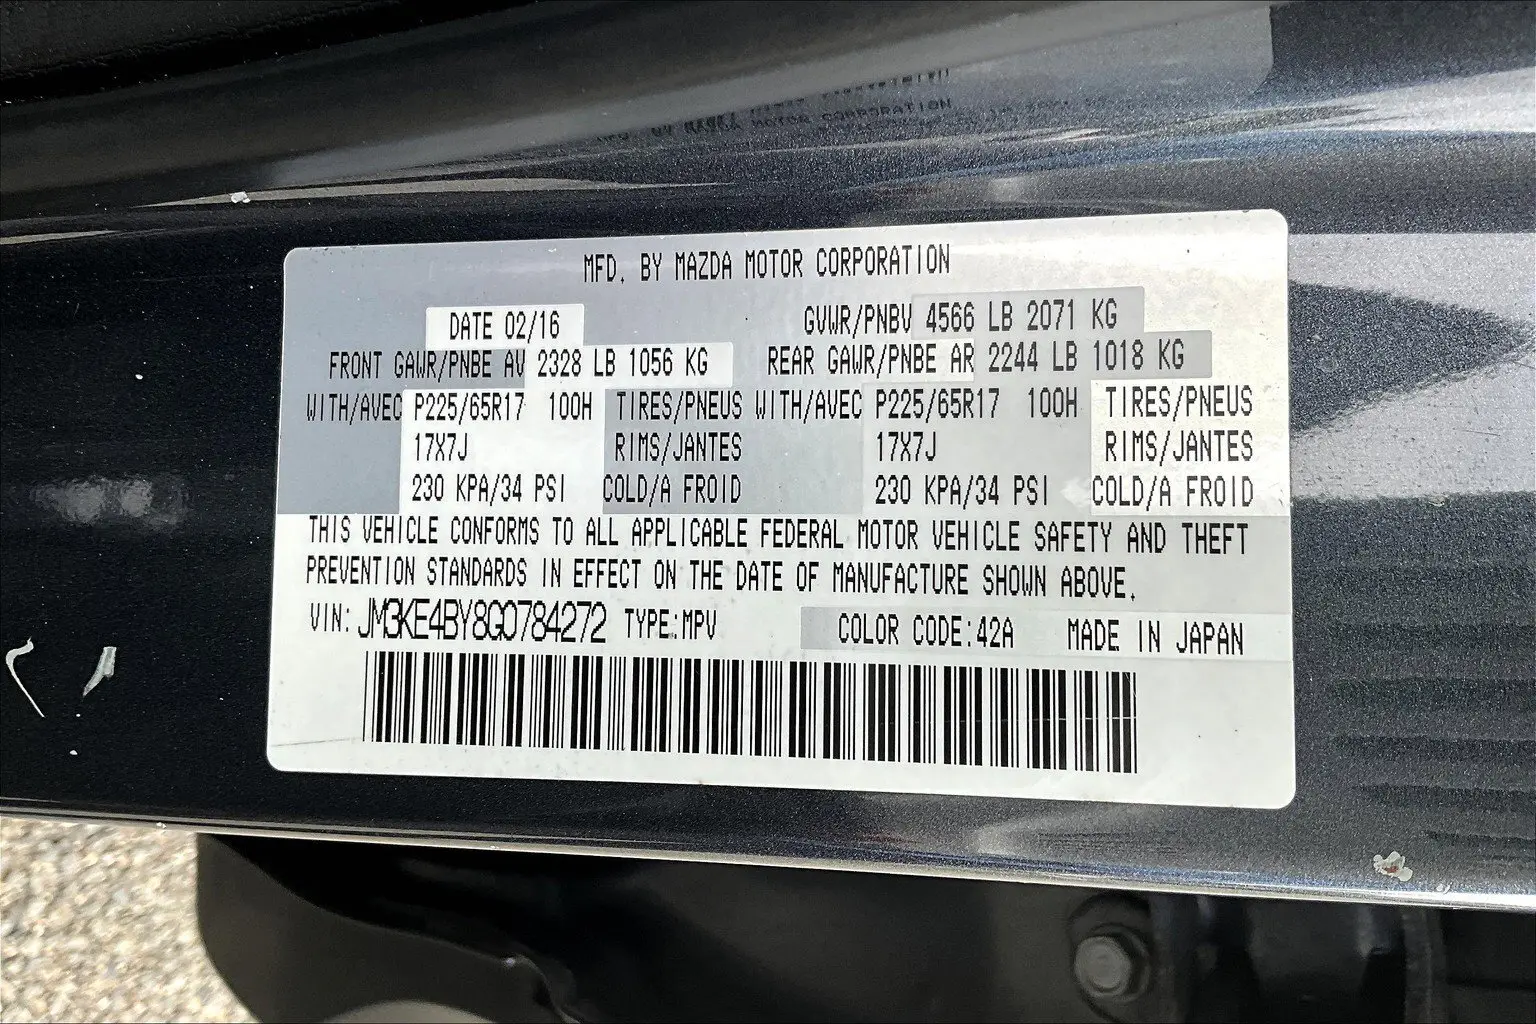 MFD. BY MAZDA MOTOR CORPORATION
DATE 02/16 GVWR/PNBV 4566 LB 2071 KG
FRONT GAWR/PNBE AV 2328 LB 1056 KG REAR GAWR/PNBE AR 2244 LB 1018 KG
WITH/AVEC P225/65R17 100H TIRES/PNEUS WITH/AVEC P225/65R17 100H TIRES/PNEUS
17X7J RIMS/JANTES 17X7J RIMS/JANTES
230 KPA/34 PSI COLD/A FROID 230 KPA/34 PSI COLD/A FROID
THIS VEHICLE CONFORMS TO ALL APPLICABLE FEDERAL MOTOR VEHICLE SAFETY AND THEFT
PREVENTION STANDARDS IN EFFECT ON THE DATE OF MANUFACTURE SHOWN ABOVE.
VIN: JM3KE4BY8G0784272 TYPE:MPV COLOR CODE:42A MADE IN JAPAN